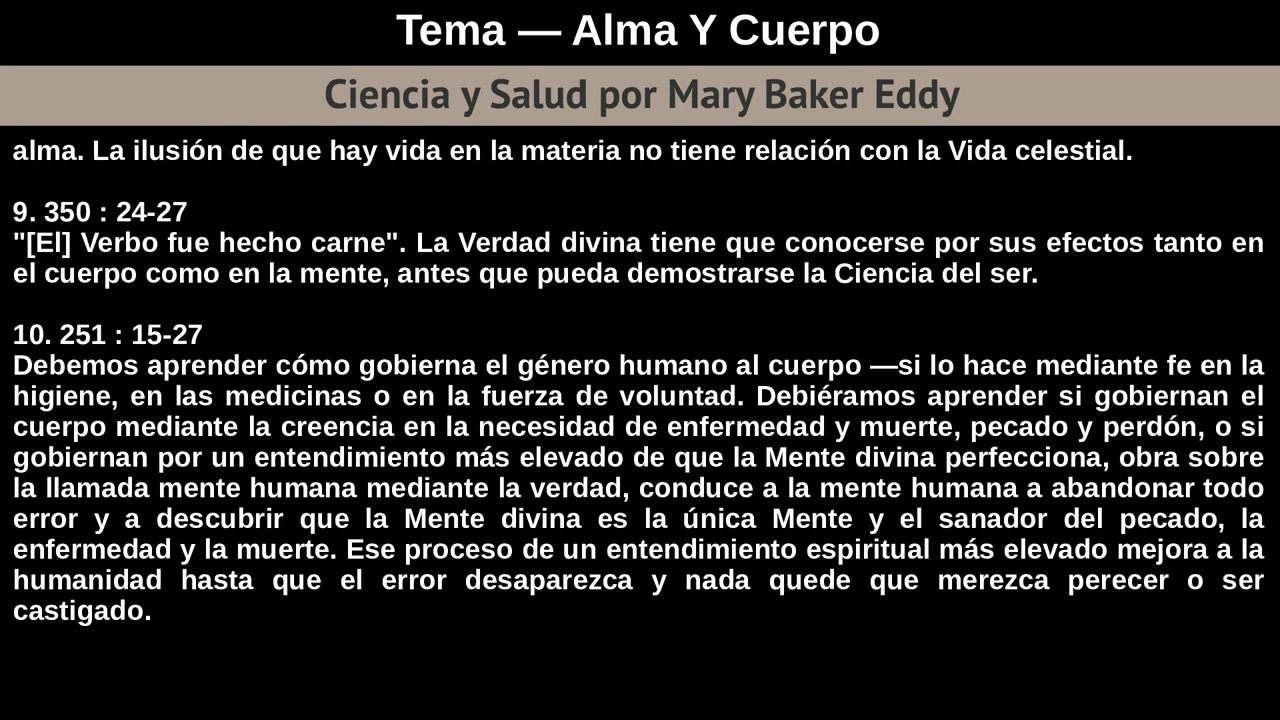 Tema — Alma Y Cuerpo
Ciencia y Salud por Mary Baker Eddy
alma. La ilusión de que hay vida en la materia no tiene relación con la Vida celestial.
9. 350 : 24-27
"[El] Verbo fue hecho carne". La Verdad divina tiene que conocerse por sus efectos tanto en
el cuerpo como en la mente, antes que pueda demostrarse la Ciencia del ser.
10. 251 : 15-27
Debemos aprender cómo gobierna el género humano al cuerpo —si lo hace mediante fe en la
higiene, en las medicinas o en la fuerza de voluntad. Debiéramos aprender si gobiernan el
cuerpo mediante la creencia en la necesidad de enfermedad y muerte, pecado y perdón, o si
gobiernan por un entendimiento más elevado de que la Mente divina perfecciona, obra sobre
la llamada mente humana mediante la verdad, conduce a la mente humana a abandonar todo
error y a descubrir que la Mente divina es la única Mente y el sanador del pecado, la
enfermedad y la muerte. Ese proceso de un entendimiento espiritual más elevado mejora a la
humanidad hasta que el error desaparezca y nada quede que merezca perecer o ser
castigado.